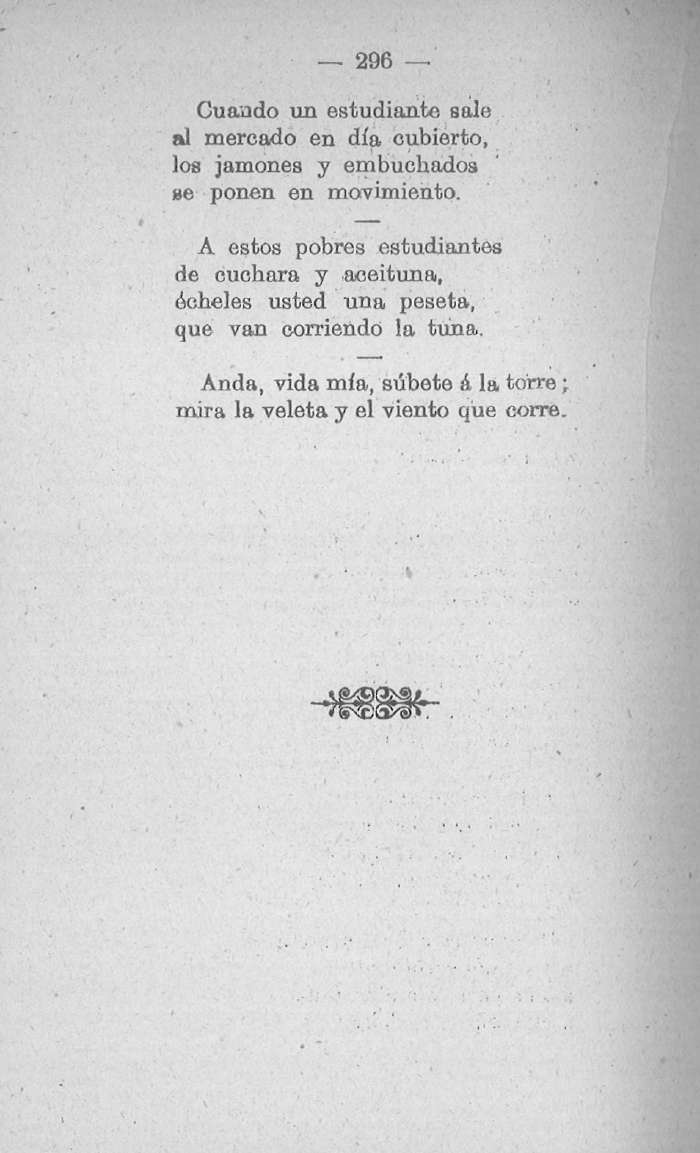 — 296 —
Cuando un estudiante sale
al mercado en día cubierto,
los jamones y embuchados
se ponen en movimiento.
A estos pobres estudiantes
de cuchara y aceituna,
écheles usted una peseta,
que van corriendo la tuna.
Anda, vida mía, súbete á la torre;
mira la veleta y el viento que corre.